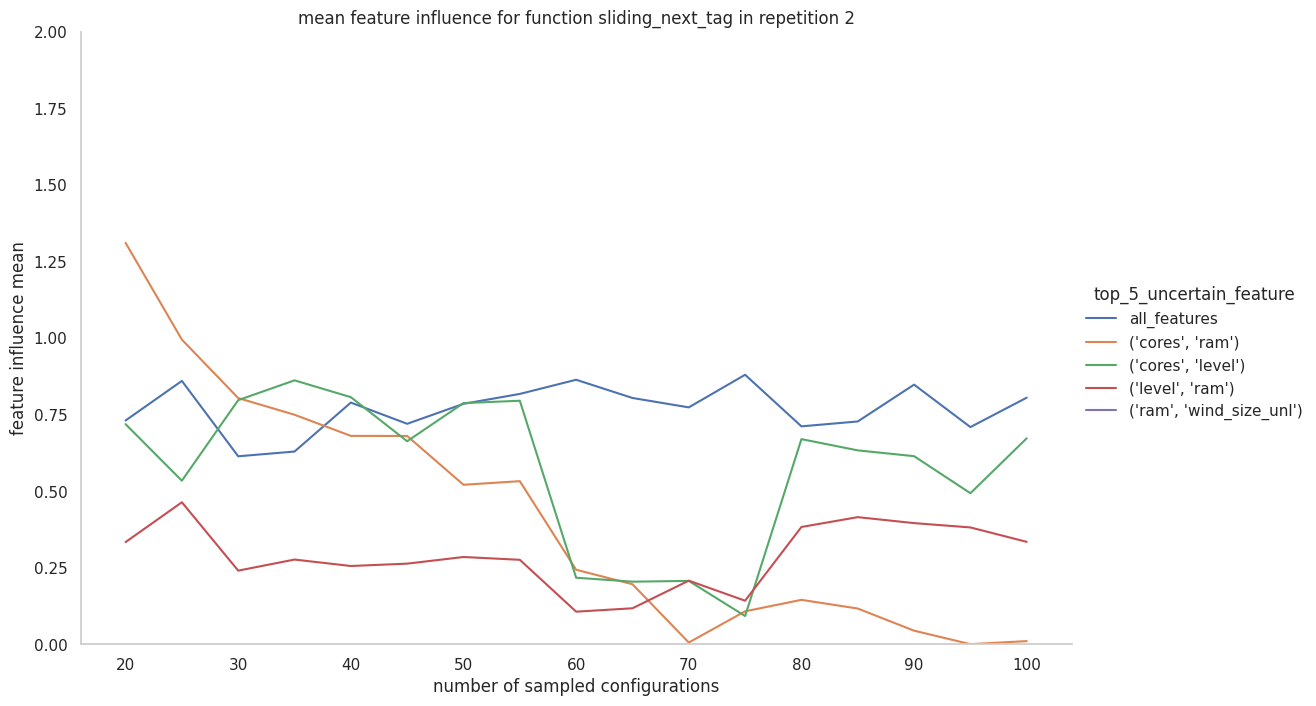 mean feature influence for function sliding_next_tag in repetition 2
2.00
1.75
1.50
1.25
1.00
0.75
0.50
0.25
0.00
feature influence mean
20 30 40 50 60 70 80 90 100
number of sampled configurations
top_5_uncertain_feature
all_features
('cores', 'ram')
('cores', 'level')
('level', 'ram')
('ram', 'wind_size_unl')